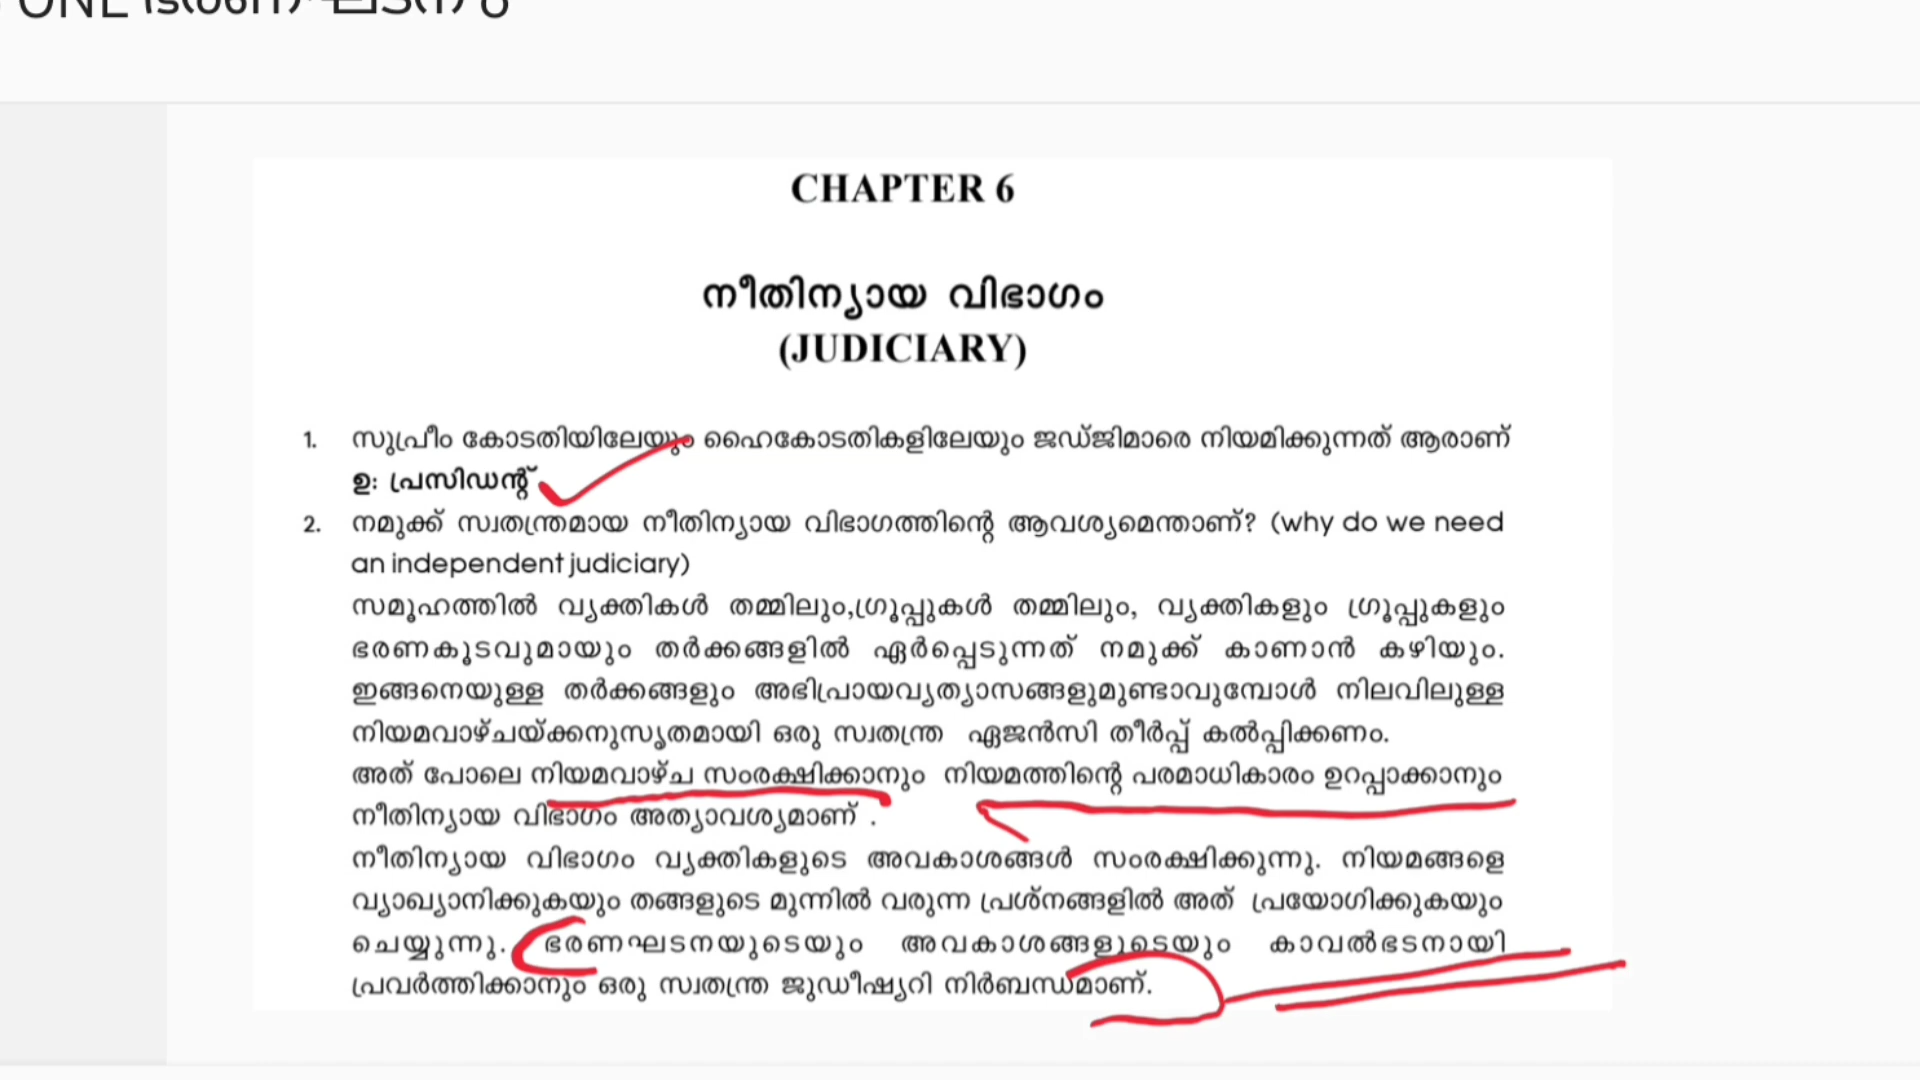 ONE
CHAPTER 6
നീതിന്യായ വിഭാഗം
(JUDICIARY)
1. സുപ്രീം കോടതിയിലേയും ഹൈകോടതികളിലേയും ജഡ്ജിമാരെ നിയമിക്കുന്നത് ആരാണ്
ഉ: പ്രസിഡന്റ്
2. നമുക്ക് സ്വതന്ത്രമായ നീതിന്യായ വിഭാഗത്തിന്റെ ആവശ്യമെന്താണ്? (why do we need
an independent judiciary)
സമൂഹത്തിൽ വ്യക്തികൾ തമ്മിലും,ഗ്രൂപ്പുകൾ തമ്മിലും, വ്യക്തികളും ഗ്രൂപ്പുകളും
ഭരണകൂടവുമായും തർക്കങ്ങളിൽ ഏർപ്പെടുന്നത് നമുക്ക് കാണാൻ കഴിയും.
ഇങ്ങനെയുള്ള തർക്കങ്ങളും അഭിപ്രായവ്യത്യാസങ്ങളുമുണ്ടാവുമ്പോൾ നിലവിലുള്ള
നിയമവാഴ്ചയ്ക്കനുസൃതമായി ഒരു സ്വതന്ത്ര ഏജൻസി തീർപ്പ് കൽപ്പിക്കണം.
അത് പോലെ നിയമവാഴ്ച സംരക്ഷിക്കാനും നിയമത്തിന്റെ പരമാധികാരം ഉറപ്പാക്കാനും
നീതിന്യായ വിഭാഗം അത്യാവശ്യമാണ് .
നീതിന്യായ വിഭാഗം വ്യക്തികളുടെ അവകാശങ്ങൾ സംരക്ഷിക്കുന്നു. നിയമങ്ങളെ
വ്യാഖ്യാനിക്കുകയും തങ്ങളുടെ മുന്നിൽ വരുന്ന പ്രശ്നങ്ങളിൽ അത് പ്രയോഗിക്കുകയും
ചെയ്യുന്നു. ഭരണഘടനയുടെയും അവകാശങ്ങളുടെയും കാവൽഭടനായി
പ്രവർത്തിക്കാനും ഒരു സ്വതന്ത്ര ജുഡീഷ്യറി നിർബന്ധമാണ്.